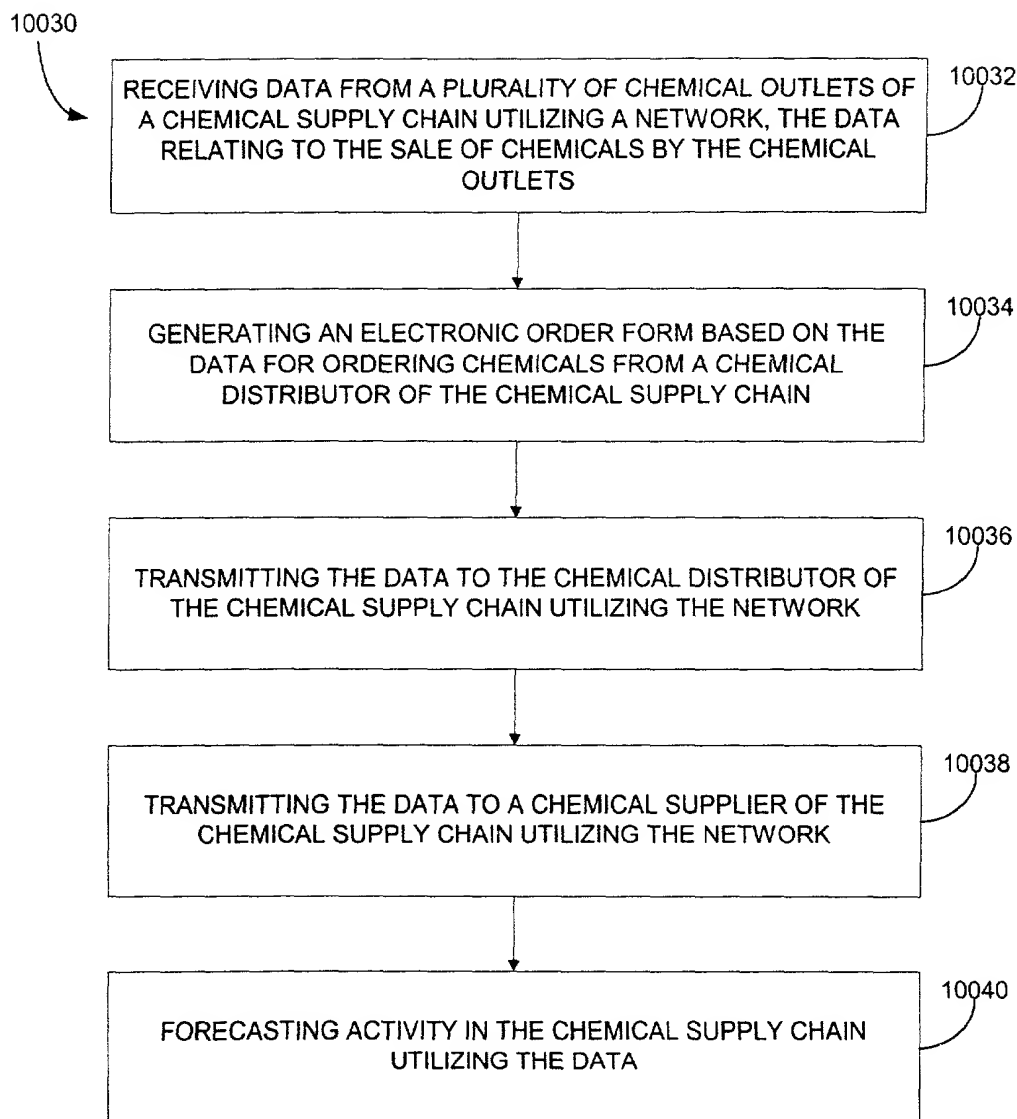 10030
10032
RECEIVING DATA FROM A PLURALITY OF CHEMICAL OUTLETS OF
A CHEMICAL SUPPLY CHAIN UTILIZING A NETWORK, THE DATA
RELATING TO THE SALE OF CHEMICALS BY THE CHEMICAL
OUTLETS
10034
GENERATING AN ELECTRONIC ORDER FORM BASED ON THE
DATA FOR ORDERING CHEMICALS FROM A CHEMICAL
DISTRIBUTOR OF THE CHEMICAL SUPPLY CHAIN
10036
TRANSMITTING THE DATA TO THE CHEMICAL DISTRIBUTOR OF
THE CHEMICAL SUPPLY CHAIN UTILIZING THE NETWORK
10038
TRANSMITTING THE DATA TO A CHEMICAL SUPPLIER OF THE
CHEMICAL SUPPLY CHAIN UTILIZING THE NETWORK
10040
FORECASTING ACTIVITY IN THE CHEMICAL SUPPLY CHAIN
UTILIZING THE DATA